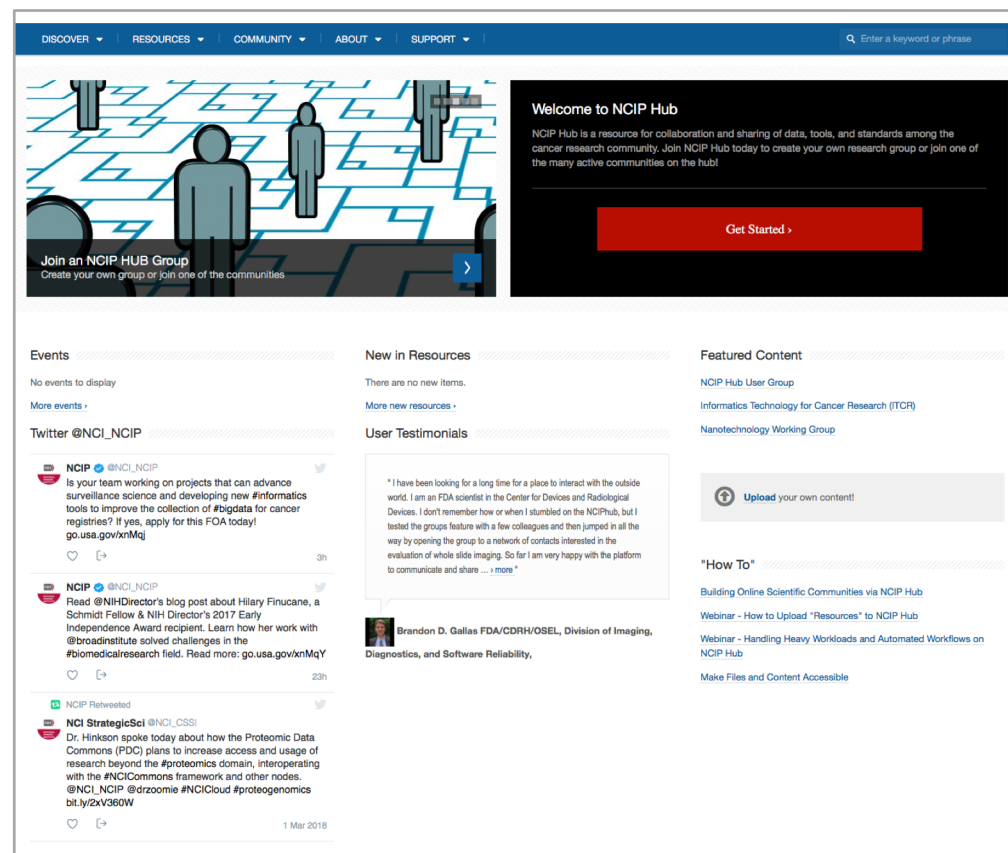 DISCOVER
RESOURCES
COMMUNITY
ABOUT
SUPPORT
Enter a keyword or phrase
Join an NCIP HUB Group
Create your own group or join one of the communities
Welcome to NCIP Hub
NCIP Hub is a resource for collaboration and sharing of data, tools, and standards among the
cancer research community. Join NCIP Hub today to create your own research group or join one of
the many active communities on the hub!
Get Started ›
Events
No events to display
More events ›
Twitter @NCI_NCIP
NCIP @NCI_NCIP
Is your team working on projects that can advance
surveillance science and developing new #informatics
tools to improve the collection of #bigdata for cancer
registries? If yes, apply for this FOA today!
go.usa.gov/xnMqj
3h
NCIP @NCI_NCIP
Read @NIHDirector's blog post about Hilary Finucane, a
Schmidt Fellow & NIH Director's 2017 Early
Independence Award recipient. Learn how her work with
@broadinstitute solved challenges in the
#biomedicalresearch field. Read more: go.usa.gov/xnMqY
23h
NCIP Retweeted
NCI StrategicSci @NCI_CSSI
Dr. Hinkson spoke today about how the Proteomic Data
Commons (PDC) plans to increase access and usage of
research beyond the #proteomics domain, interoperating
with the #NCICommons framework and other nodes.
@NCI_NCIP @drzoomie #NCICloud #proteogenomics
bit.ly/2xV360W
1 Mar 2018
New in Resources
There are no new items.
More new resources ›
User Testimonials
" I have been looking for a long time for a place to interact with the outside
world. I am an FDA scientist in the Center for Devices and Radiological
Devices. I don't remember how or when I stumbled on the NCIPhub, but I
tested the groups feature with a few colleagues and then jumped in all the
way by opening the group to a network of contacts interested in the
evaluation of whole slide imaging. So far I am very happy with the platform
to communicate and share ... › more "
Brandon D. Gallas FDA/CDRH/OSEL, Division of Imaging,
Diagnostics, and Software Reliability,
Featured Content
NCIP Hub User Group
Informatics Technology for Cancer Research (ITCR)
Nanotechnology Working Group
Upload your own content!
"How To"
Building Online Scientific Communities via NCIP Hub
Webinar - How to Upload "Resources" to NCIP Hub
Webinar - Handling Heavy Workloads and Automated Workflows on
NCIP Hub
Make Files and Content Accessible